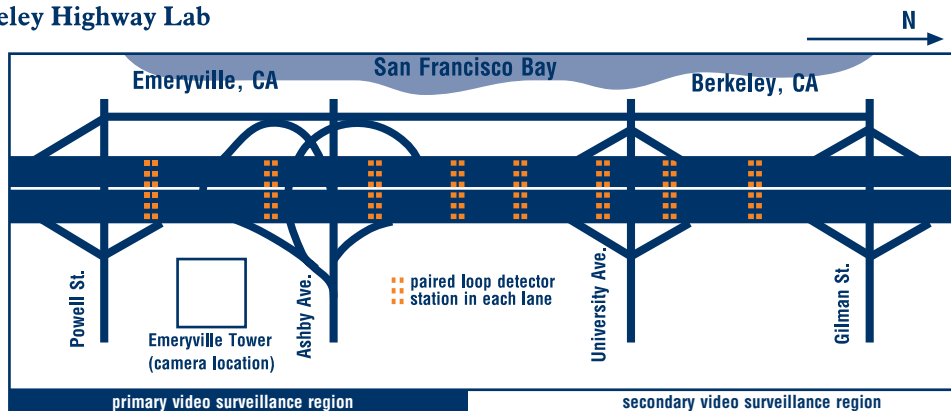 eley Highway Lab
N
San Francisco Bay
Emeryville, CA
Berkeley, CA
Powell St.
Ashby Ave.
University Ave.
Gilman St.
paired loop detector
station in each lane
Emeryville Tower
(camera location)
primary video surveillance region
secondary video surveillance region